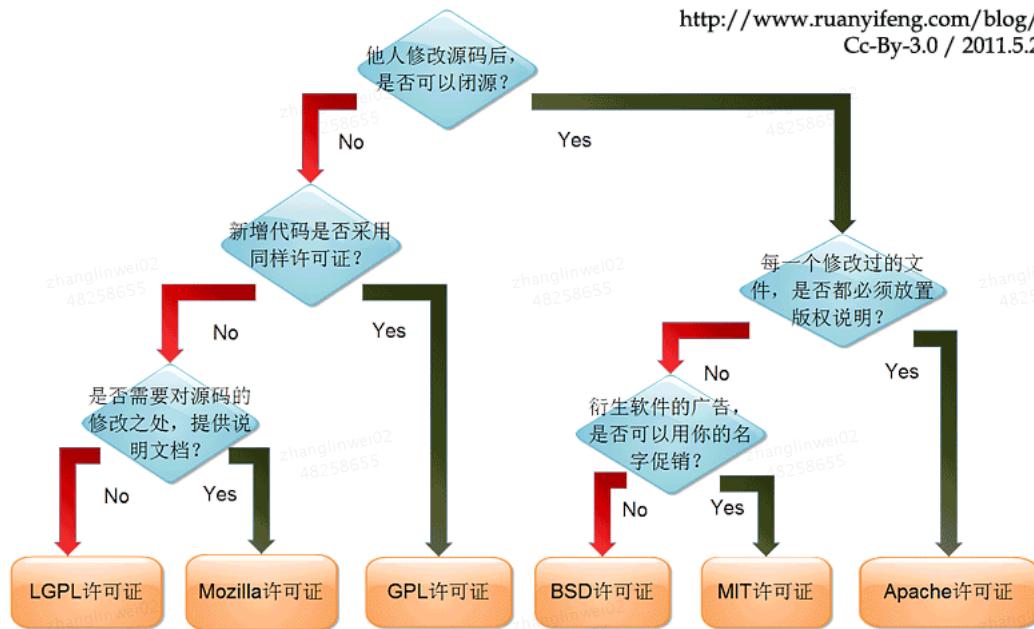 http://www.ruanyifeng.com/blog/
Cc-By-3.0 / 2011.5.2
他人修改源码后，
是否可以闭源？
zhanglinwei02
48258655
No
Yes
新增代码是否采用
同样许可证？
每一个修改过的文
件，是否都必须放置
版权说明？
zhanglinwei02
48258655
No
Yes
No
Yes
是否需要对源码的
修改之处，提供说
明文档？
衍生软件的广告，
是否可以用你的名
字促销？
zhanglinwei02
48258655
No
Yes
No
Yes
LGPL许可证
Mozilla许可证
GPL许可证
BSD许可证
MIT许可证
Apache许可证